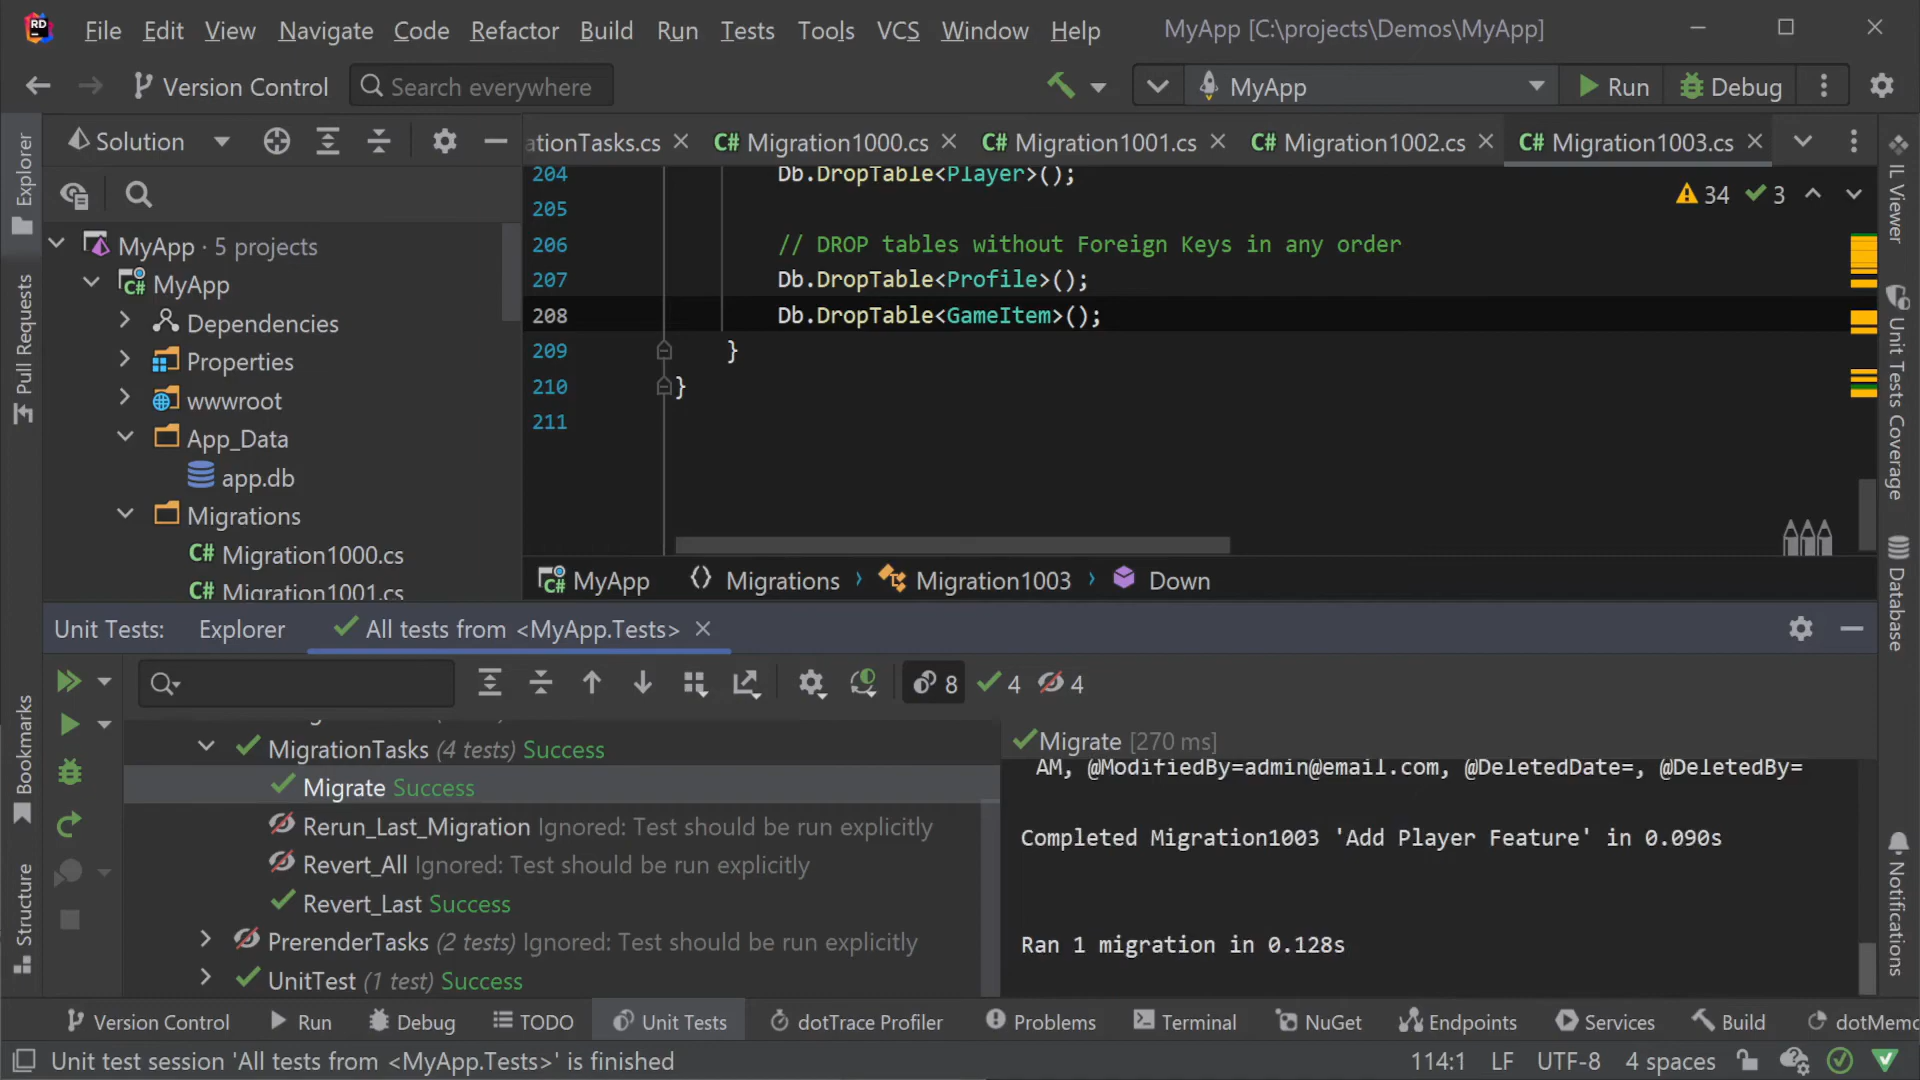 RD File Edit View Navigate Code Refactor Build Run Tests Tools VCS Window Help MyApp [C:\projects\Demos\MyApp]
Version Control Search everywhere MyApp Run Debug
Explorer
Pull Requests
Bookmarks
Structure
Solution
MyApp · 5 projects
MyApp
Dependencies
Properties
wwwroot
App_Data
app.db
Migrations
C# Migration1000.cs
C# Migration1001.cs
ationTasks.cs C# Migration1000.cs C# Migration1001.cs C# Migration1002.cs C# Migration1003.cs
34 3
204 Db.DropTable<Player>();
205
206 // DROP tables without Foreign Keys in any order
207 Db.DropTable<Profile>();
208 Db.DropTable<GameItem>();
209 }
210 }
211
C# MyApp Migrations Migration1003 Down
IL Viewer
Unit Tests Coverage
Database
Notifications
Unit Tests: Explorer All tests from <MyApp.Tests>
8 4 4
MigrationTasks (4 tests) Success
Migrate Success
Rerun_Last_Migration Ignored: Test should be run explicitly
Revert_All Ignored: Test should be run explicitly
Revert_Last Success
PrerenderTasks (2 tests) Ignored: Test should be run explicitly
UnitTest (1 test) Success
Migrate [270 ms]
AM, @ModifiedBy=admin@email.com, @DeletedDate=, @DeletedBy=
Completed Migration1003 'Add Player Feature' in 0.090s
Ran 1 migration in 0.128s
Version Control Run Debug TODO Unit Tests dotTrace Profiler Problems Terminal NuGet Endpoints Services Build dotMemo
Unit test session 'All tests from <MyApp.Tests>' is finished 114:1 LF UTF-8 4 spaces